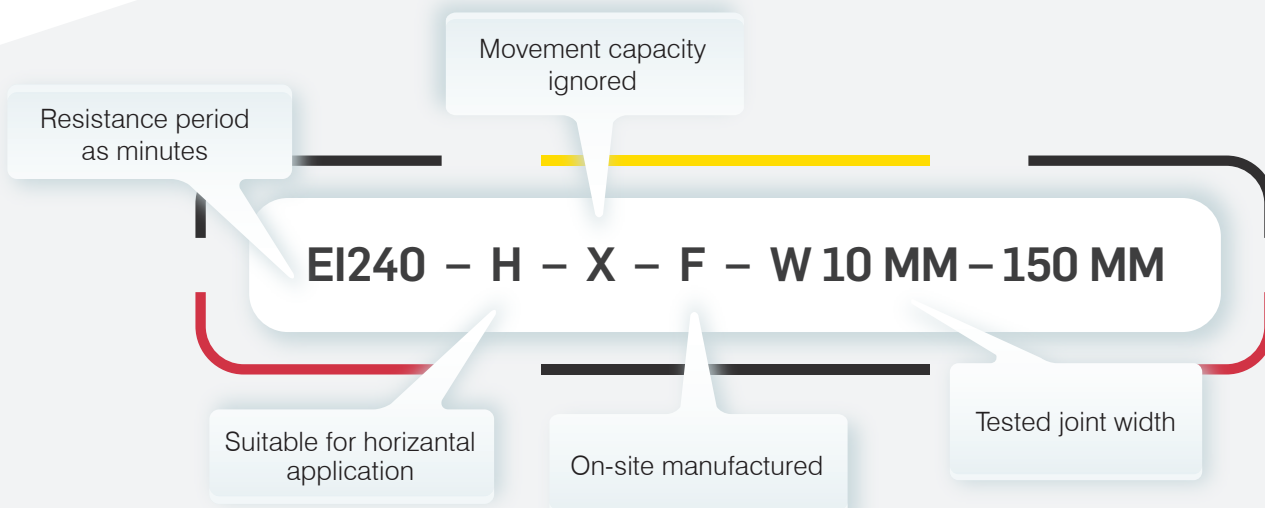 Movement capacity
ignored
Resistance period
as minutes
EI240 – H – X – F – W 10 MM – 150 MM
Suitable for horizantal
application
On-site manufactured
Tested joint width